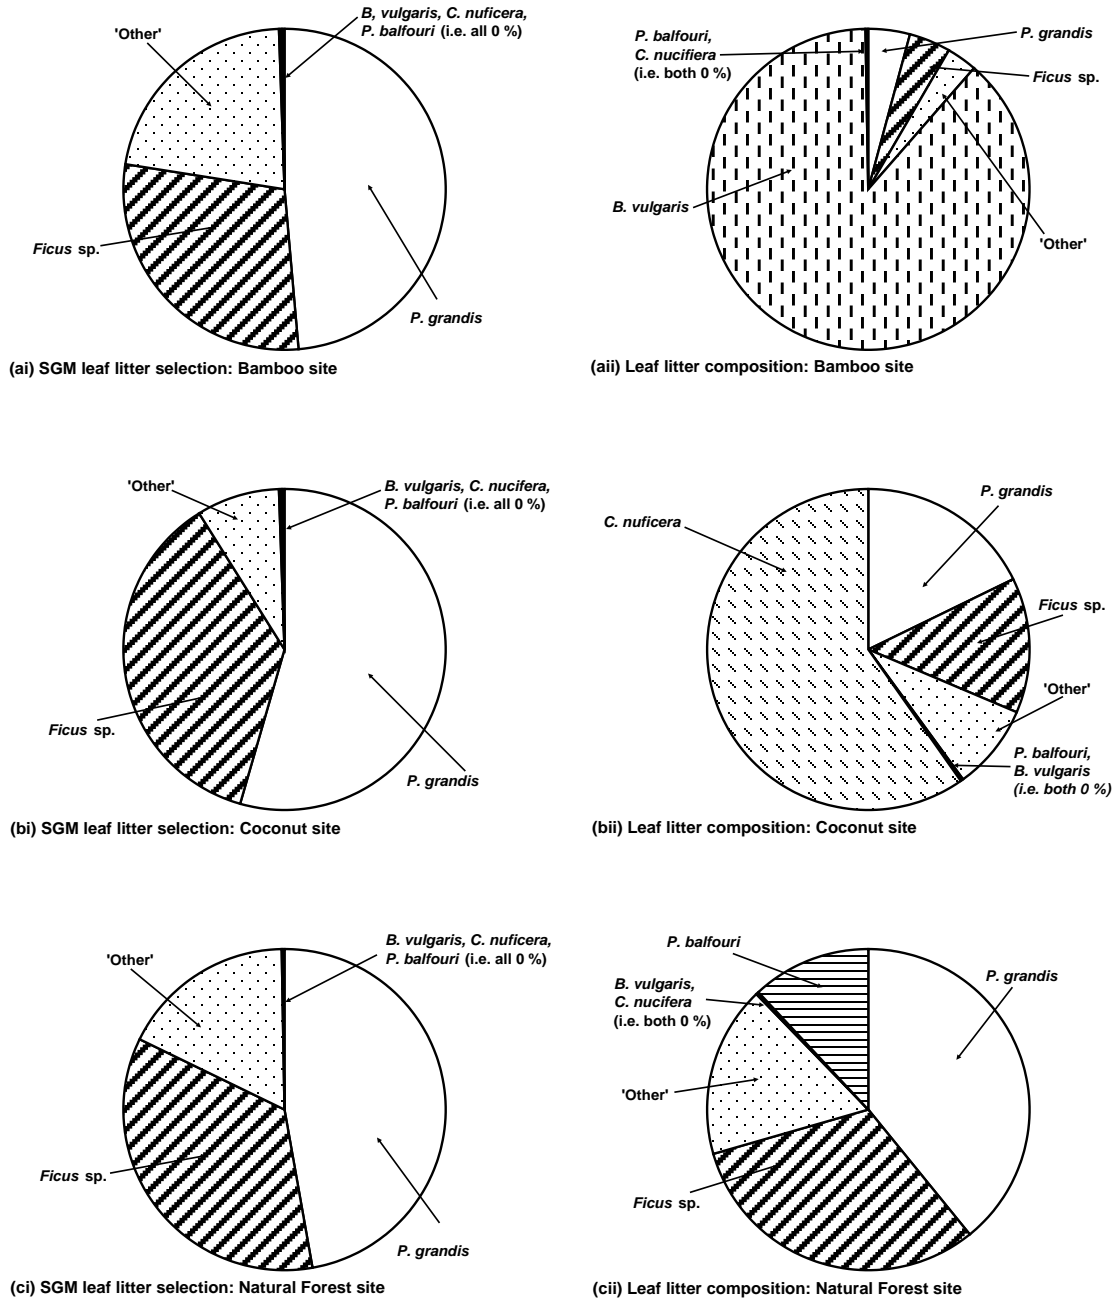 'Other'
B, vulgaris, C. nuficera,
P. balfouri (i.e. all 0 %)
Ficus sp.
P. grandis
(ai) SGM leaf litter selection: Bamboo site
P. balfouri,
C. nucifiera
(i.e. both 0 %)
P. grandis
Ficus sp.
B. vulgaris
'Other'
(aii) Leaf litter composition: Bamboo site
'Other'
B. vulgaris, C. nucifera,
P. balfouri (i.e. all 0 %)
Ficus sp.
P. grandis
(bi) SGM leaf litter selection: Coconut site
C. nuficera
P. grandis
Ficus sp.
'Other'
P. balfouri,
B. vulgaris
(i.e. both 0 %)
(bii) Leaf litter composition: Coconut site
'Other'
B. vulgaris, C. nuficera,
P. balfouri (i.e. all 0 %)
Ficus sp.
P. grandis
(ci) SGM leaf litter selection: Natural Forest site
P. balfouri
B. vulgaris,
C. nucifera
(i.e. both 0 %)
P. grandis
'Other'
Ficus sp.
(cii) Leaf litter composition: Natural Forest site